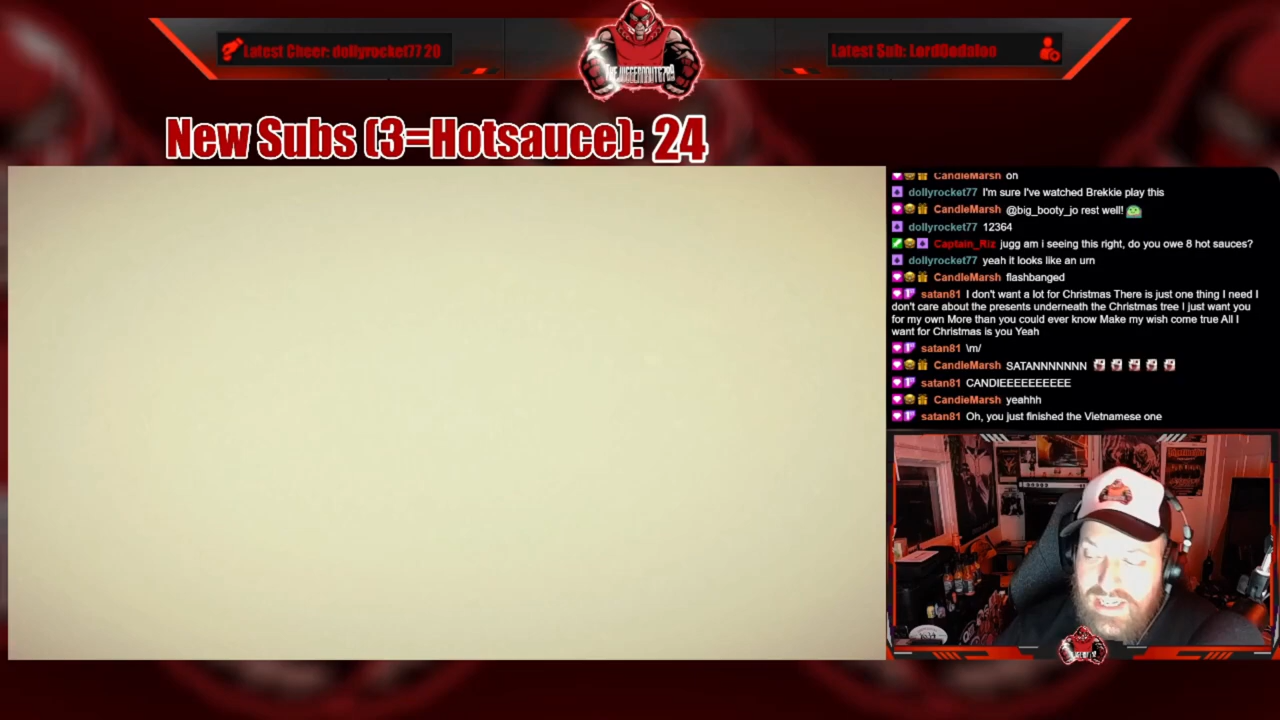 Latest Cheer: dollyrocket77 20
Latest Sub: LordOodaloo
THEJUGGERNAUT6789
New Subs (3=Hotsauce): 24
CandleMarsh on
dollyrocket77 I'm sure I've watched Brekkie play this
CandleMarsh @big_booty_jo rest well!
dollyrocket77 12364
Captain_Riz jugg am i seeing this right, do you owe 8 hot sauces?
dollyrocket77 yeah it looks like an urn
CandleMarsh flashbanged
satan81 I don't want a lot for Christmas There is just one thing I need I
don't care about the presents underneath the Christmas tree I just want you
for my own More than you could ever know Make my wish come true All I
want for Christmas is you Yeah
satan81 \m/
CandleMarsh SATANNNNNNN
satan81 CANDIEEEEEEEEEE
CandleMarsh yeahhh
satan81 Oh, you just finished the Vietnamese one